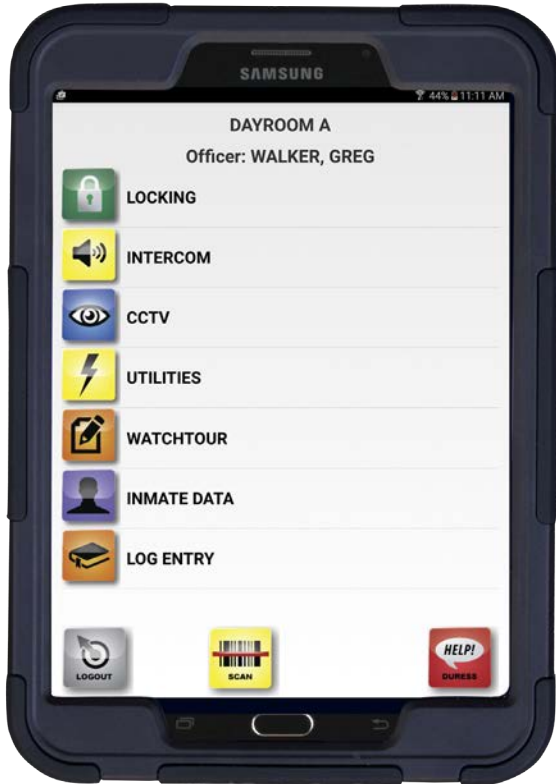 SAMSUNG
44% 11:11 AM
DAYROOM A
Officer: WALKER, GREG
LOCKING
INTERCOM
CCTV
UTILITIES
WATCHTOUR
INMATE DATA
LOG ENTRY
LOGOUT
SCAN
HELP!
DURESS